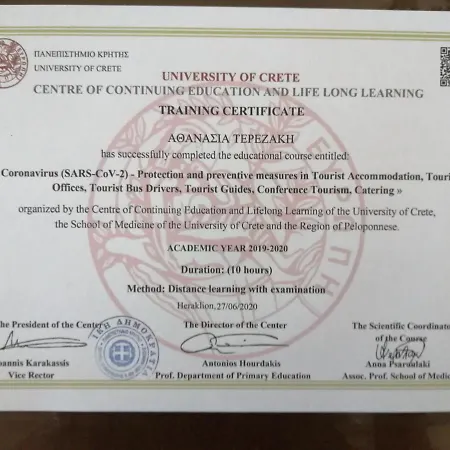 ΠΑΝΕΠΙΣΤΗΜΙΟ ΚΡΗΤΗΣ
UNIVERSITY OF CRETE
UNIVERSITY OF CRETE
CENTRE OF CONTINUING EDUCATION AND LIFE LONG LEARNING
TRAINING CERTIFICATE
ΑΘΑΝΑΣΙΑ ΤΕΡΕΖΑΚΗ
has successfully completed the educational course entitled:
Coronavirus (SARS-CoV-2) - Protection and preventive measures in Tourist Accommodation, Touri
Offices, Tourist Bus Drivers, Tourist Guides, Conference Tourism, Catering »
organized by the Centre of Continuing Education and Lifelong Learning of the University of Crete,
the School of Medicine of the University of Crete and the Region of Peloponnese.
ACADEMIC YEAR 2019-2020
Duration: (10 hours)
Method: Distance learning with examination
Heraklion,27/06/2020
he President of the Center
The Director of the Center
The Scientific Coordinato
of the Course
oannis Karakassis
Antonios Hourdakis
Anna Psaroulaki
Vice Rector
Prof. Department of Primary Education
Assoc. Prof. School of Medic